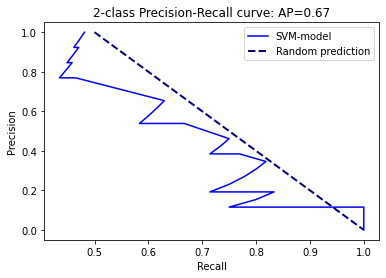 2-class Precision-Recall curve: AP=0.67
SVM-model
Random prediction
Precision
1.0
0.8
0.6
0.4
0.2
0.0
0.5 0.6 0.7 0.8 0.9 1.0
Recall